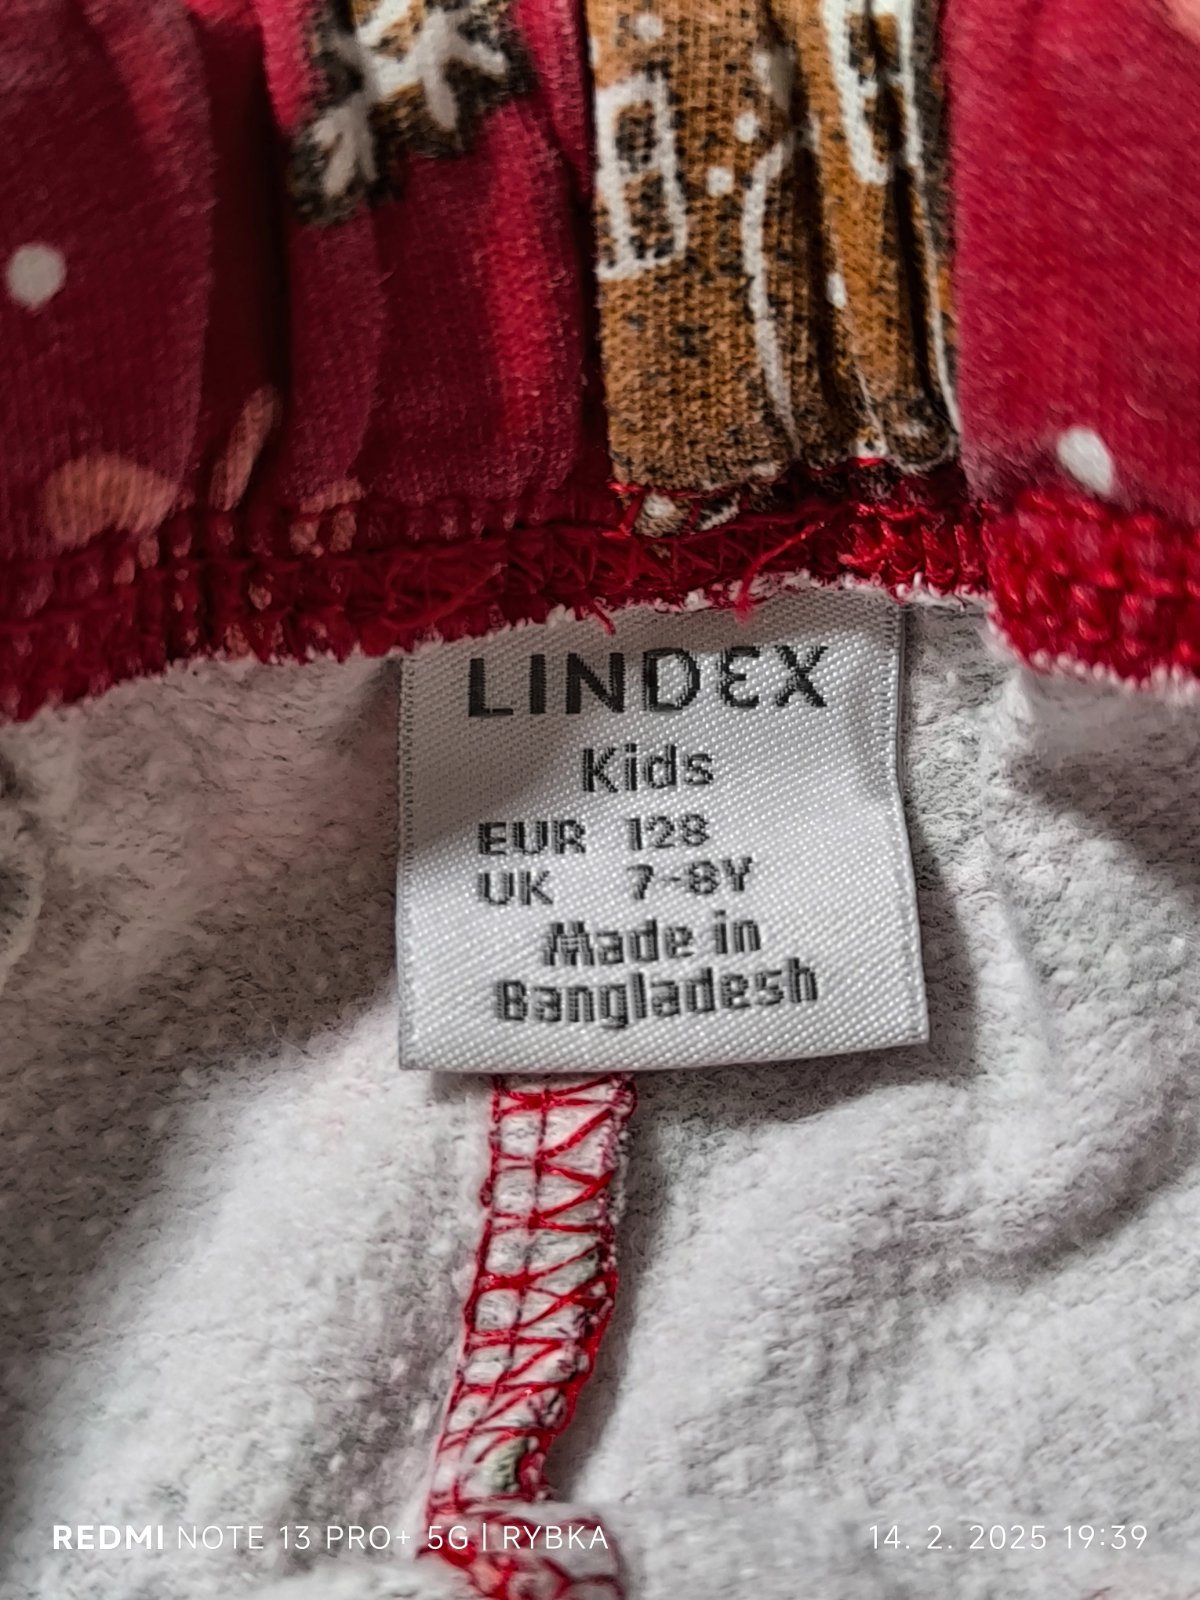 LINDEX
Kids
EUR 128
UK 7-8Y
Made in
Bangladesh
REDMI NOTE 13 PRO+ 5G | RYBKA
14. 2. 2025 19:39